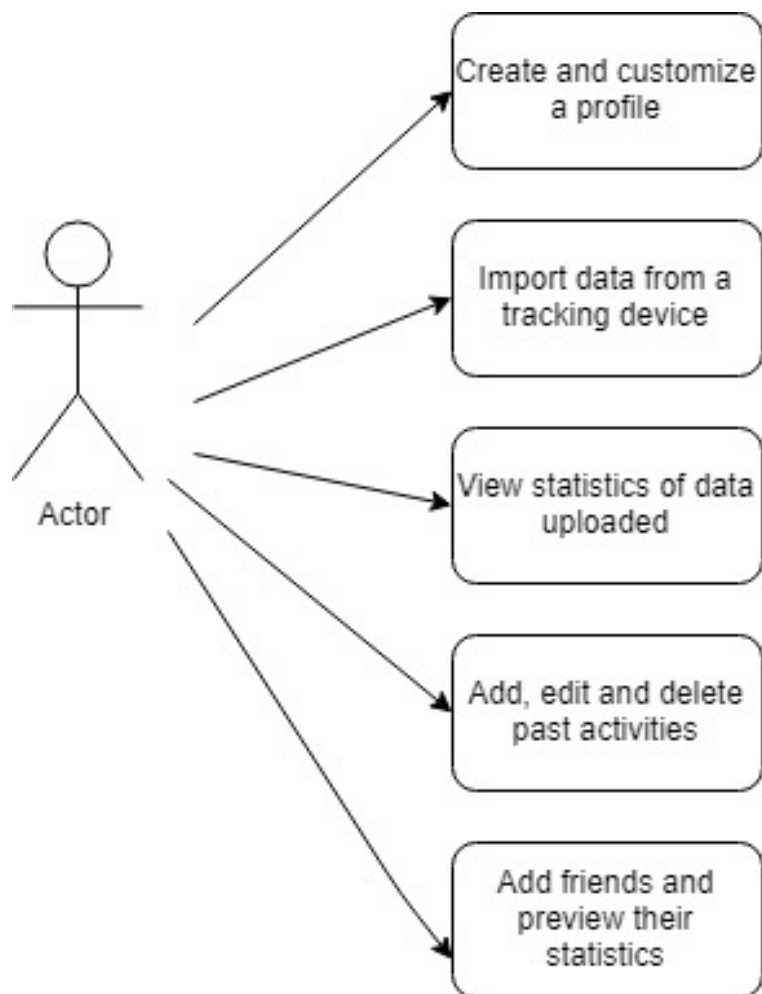 Create and customize
a profile
Import data from a
tracking device
View statistics of data
uploaded
Actor
Add, edit and delete
past activities
Add friends and
preview their
statistics